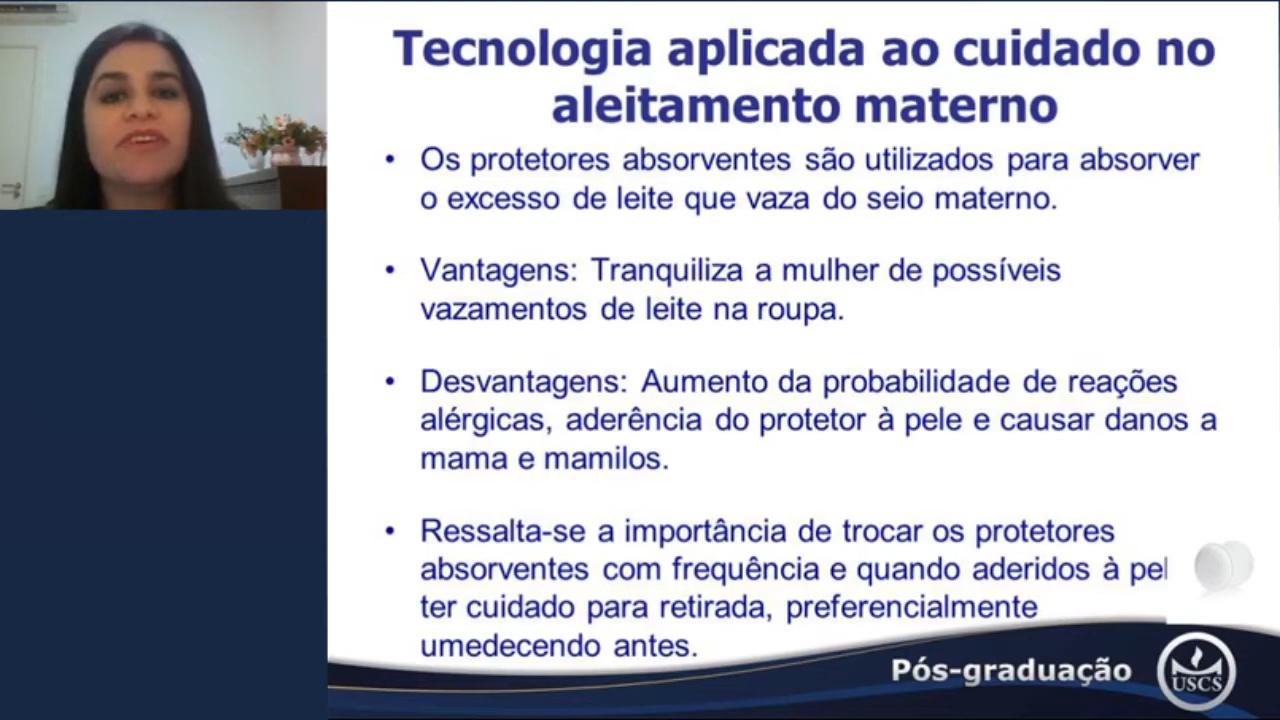 Tecnologia aplicada ao cuidado no
aleitamento materno
• Os protetores absorventes são utilizados para absorver
o excesso de leite que vaza do seio materno.
• Vantagens: Tranquiliza a mulher de possíveis
vazamentos de leite na roupa.
• Desvantagens: Aumento da probabilidade de reações
alérgicas, aderência do protetor à pele e causar danos a
mama e mamilos.
• Ressalta-se a importância de trocar os protetores
absorventes com frequência e quando aderidos à pel
ter cuidado para retirada, preferencialmente
umedecendo antes.
Pós-graduação
USCS